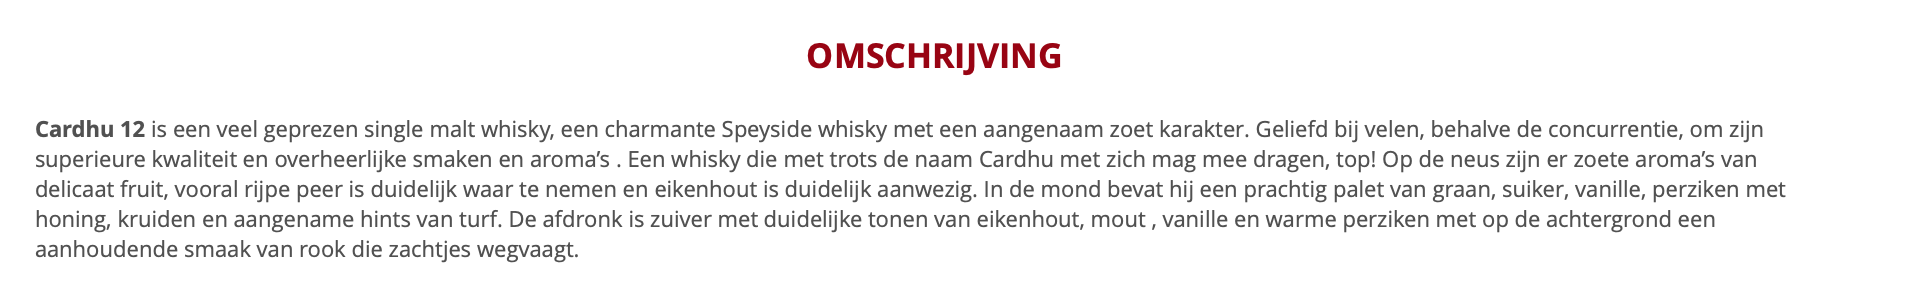 OMSCHRIJVING
Cardhu 12 is een veel geprezen single malt whisky, een charmante Speyside whisky met een aangenaam zoet karakter. Geliefd bij velen, behalve de concurrentie, om zijn
superieure kwaliteit en overheerlijke smaken en aroma’s . Een whisky die met trots de naam Cardhu met zich mag mee dragen, top! Op de neus zijn er zoete aroma’s van
delicaat fruit, vooral rijpe peer is duidelijk waar te nemen en eikenhout is duidelijk aanwezig. In de mond bevat hij een prachtig palet van graan, suiker, vanille, perziken met
honing, kruiden en aangename hints van turf. De afdronk is zuiver met duidelijke tonen van eikenhout, mout , vanille en warme perziken met op de achtergrond een
aanhoudende smaak van rook die zachtjes wegvaagt.